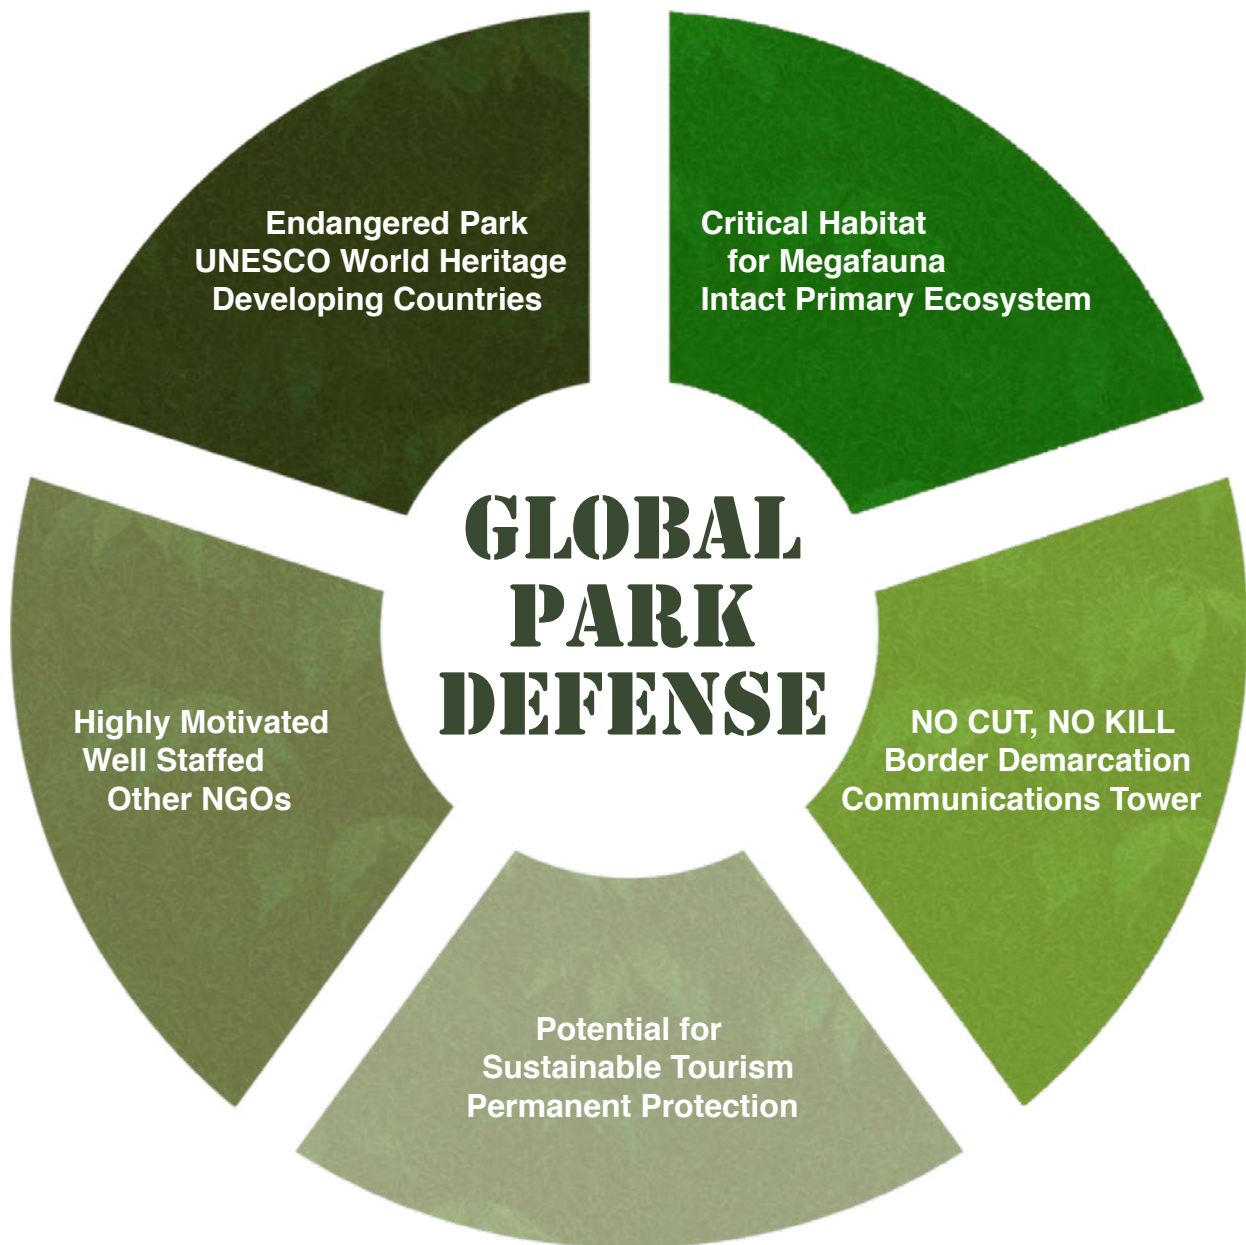 Endangered Park
UNESCO World Heritage
Developing Countries
Critical Habitat
for Megafauna
Intact Primary Ecosystem
GLOBAL
PARK
DEFENSE
Highly Motivated
Well Staffed
Other NGOs
NO CUT, NO KILL
Border Demarcation
Communications Tower
Potential for
Sustainable Tourism
Permanent Protection